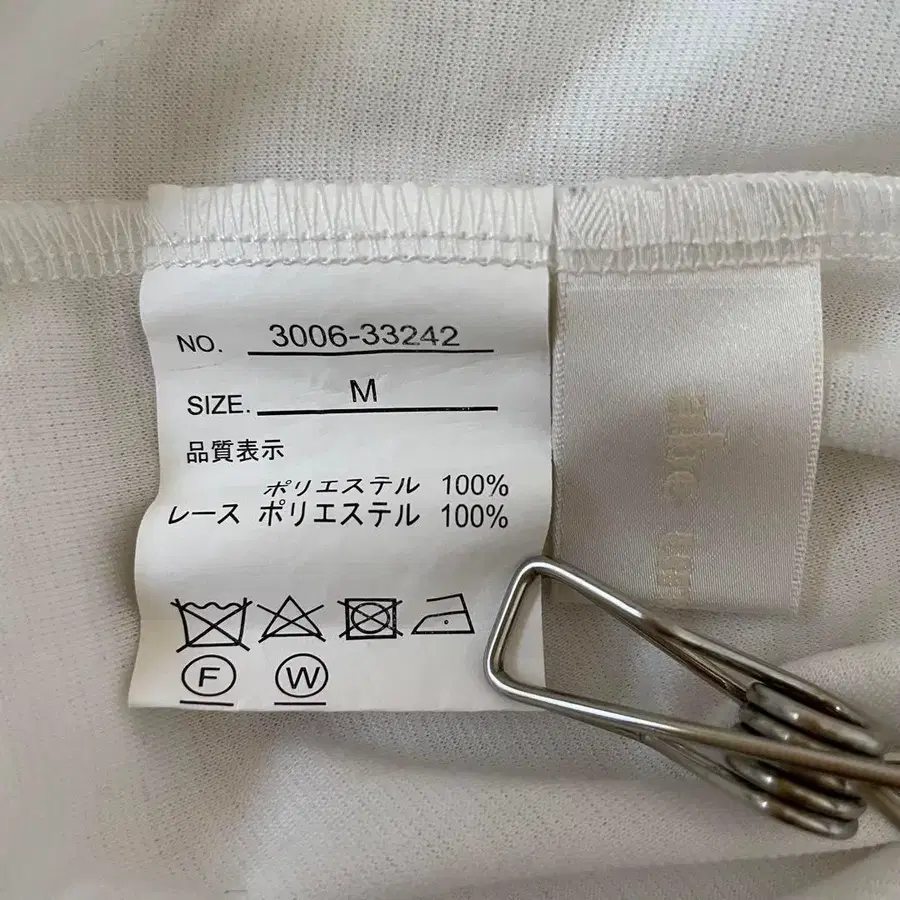 NO. 3006-33242
SIZE. M
品質表示
ポリエステル 100%
レース ポリエステル 100%
F W